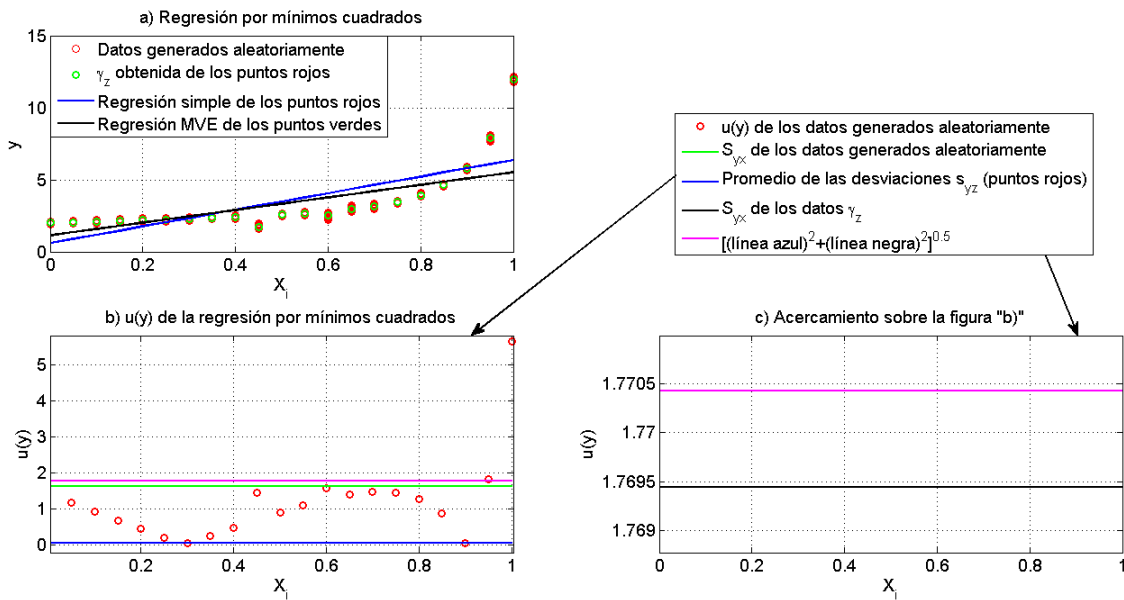 a) Regresión por mínimos cuadrados
15
10
5
0
y
Datos generados aleatoriamente
γz obtenida de los puntos rojos
Regresión simple de los puntos rojos
Regresión MVE de los puntos verdes
0 0.2 0.4 0.6 0.8 1
Xi
u(y) de los datos generados aleatoriamente
Syx de los datos generados aleatoriamente
Promedio de las desviaciones syz (puntos rojos)
Syx de los datos γz
[(línea azul)2+(línea negra)2]0.5
b) u(y) de la regresión por mínimos cuadrados
5
4
3
2
1
0
u(y)
0.2 0.4 0.6 0.8 1
Xi
c) Acercamiento sobre la figura "b)"
1.7705
1.77
1.7695
1.769
u(y)
0 0.2 0.4 0.6 0.8 1
Xi